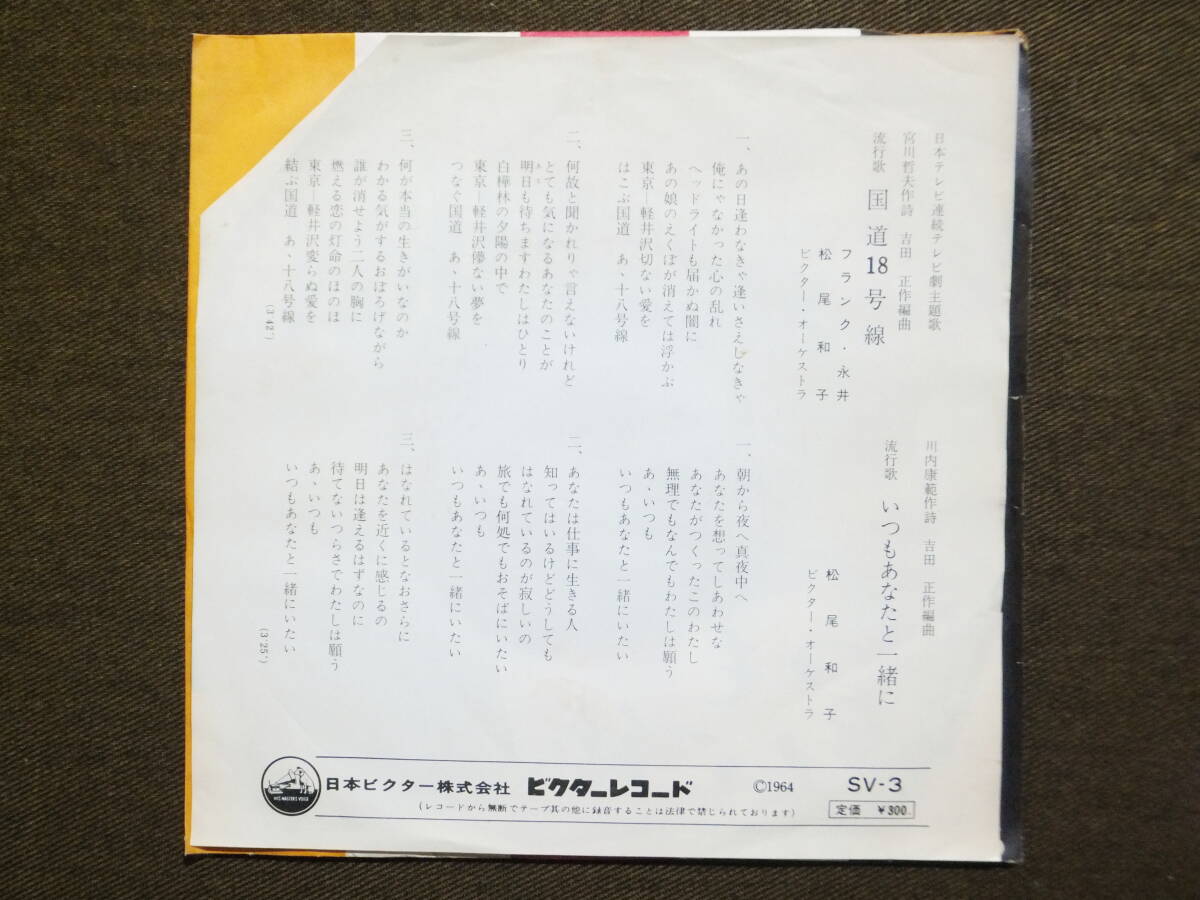 日本テレビ連続テレビ劇主題歌
宮川哲夫作詩 吉田 正作編曲
流行歌 国道18号線
フランク・永井
松尾和子
ビクター・オーケストラ
一、あの日逢わなきゃ逢いさえしなきゃ
俺にゃなかった心の乱れ
ヘッドライトも届かぬ闇に
あの娘のえくぼが消えては浮かぶ
東京―軽井沢切ない愛を
はこぶ国道 あゝ十八号線
二、何故と聞かれりゃ言えないけれど
とても気になるあなたのことが
明日も待ちますわたしはひとり
白樺林の夕陽の中で
東京―軽井沢儚ない夢を
つなぐ国道 あゝ十八号線
三、何が本当の生きがいなのか
わかる気がするおぼろげながら
誰が消せよう二人の胸に
燃える恋の灯命のほのほ
東京―軽井沢変らぬ愛を
結ぶ国道 あゝ十八号線
(3'42")
川内康範作詩 吉田 正作編曲
流行歌 いつもあなたと一緒に
松尾和子
ビクター・オーケストラ
一、朝から夜へ真夜中へ
あなたを想ってしあわせな
あなたがつくったこのわたし
無理でもなんでもわたしは願う
あゝいつも
いつもあなたと一緒にいたい
二、あなたは仕事に生きる人
知ってはいるけどどうしても
はなれているのが寂しいの
旅でも何処でもおそばにいたい
あゝいつも
いつもあなたと一緒にいたい
三、はなれているとなおさらに
あなたを近くに感じるの
明日は逢えるはずなのに
待てないつらさでわたしは願う
あゝいつも
いつもあなたと一緒にいたい
(3'25")
HIS MASTERS VOICE
日本ビクター株式会社 ビクターレコード ©1964 SV-3
(レコードから無断でテープ其の他に録音することは法律で禁じられております) 定価 ¥300.